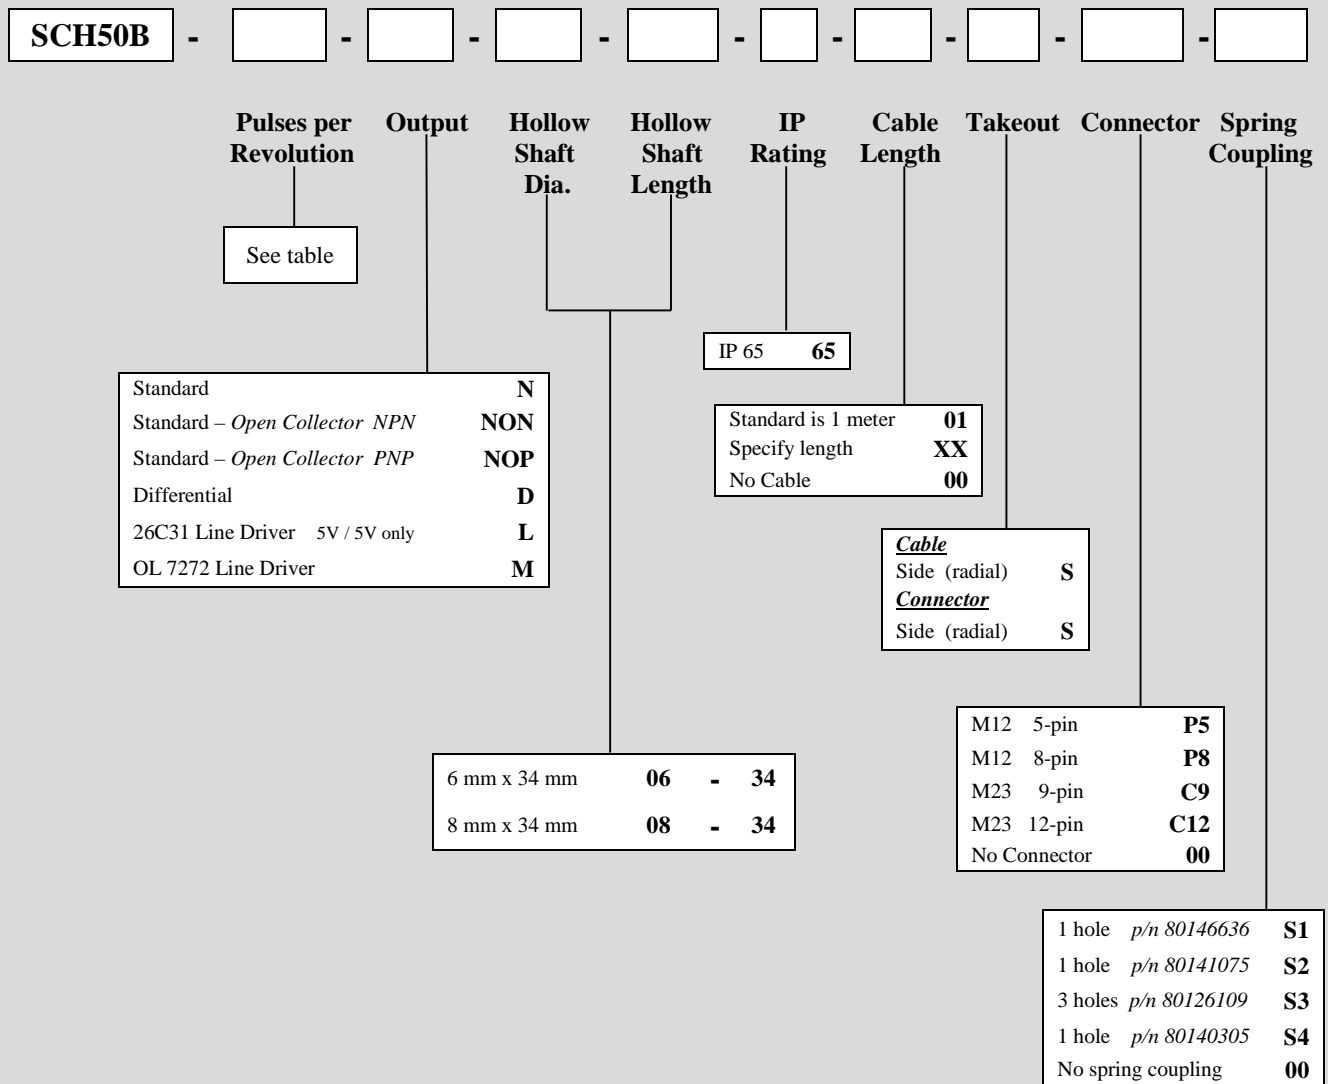 SCH50B - - - - - - - - -
Pulses per Revolution
Output
Hollow Shaft Dia.
Hollow Shaft Length
IP Rating
Cable Length
Takeout
Connector
Spring Coupling
See table
IP 65 65
Standard N
Standard – Open Collector NPN NON
Standard – Open Collector PNP NOP
Differential D
26C31 Line Driver 5V / 5V only L
OL 7272 Line Driver M
Standard is 1 meter 01
Specify length XX
No Cable 00
Cable
Side (radial) S
Connector
Side (radial) S
6 mm x 34 mm 06 - 34
8 mm x 34 mm 08 - 34
M12 5-pin P5
M12 8-pin P8
M23 9-pin C9
M23 12-pin C12
No Connector 00
1 hole p/n 80146636 S1
1 hole p/n 80141075 S2
3 holes p/n 80126109 S3
1 hole p/n 80140305 S4
No spring coupling 00